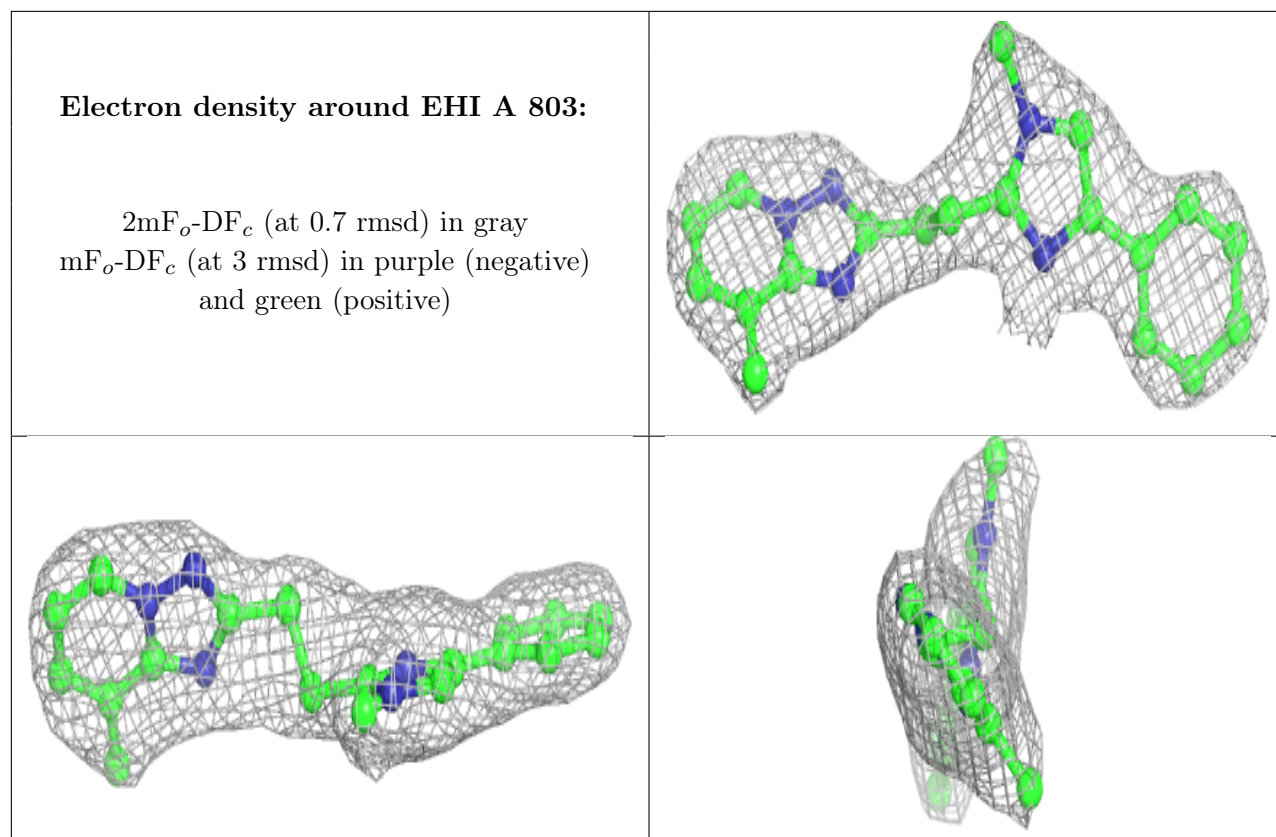 Electron density around EHI A 803:
2mFₒ-DF𝒸 (at 0.7 rmsd) in gray
mFₒ-DF𝒸 (at 3 rmsd) in purple (negative)
and green (positive)